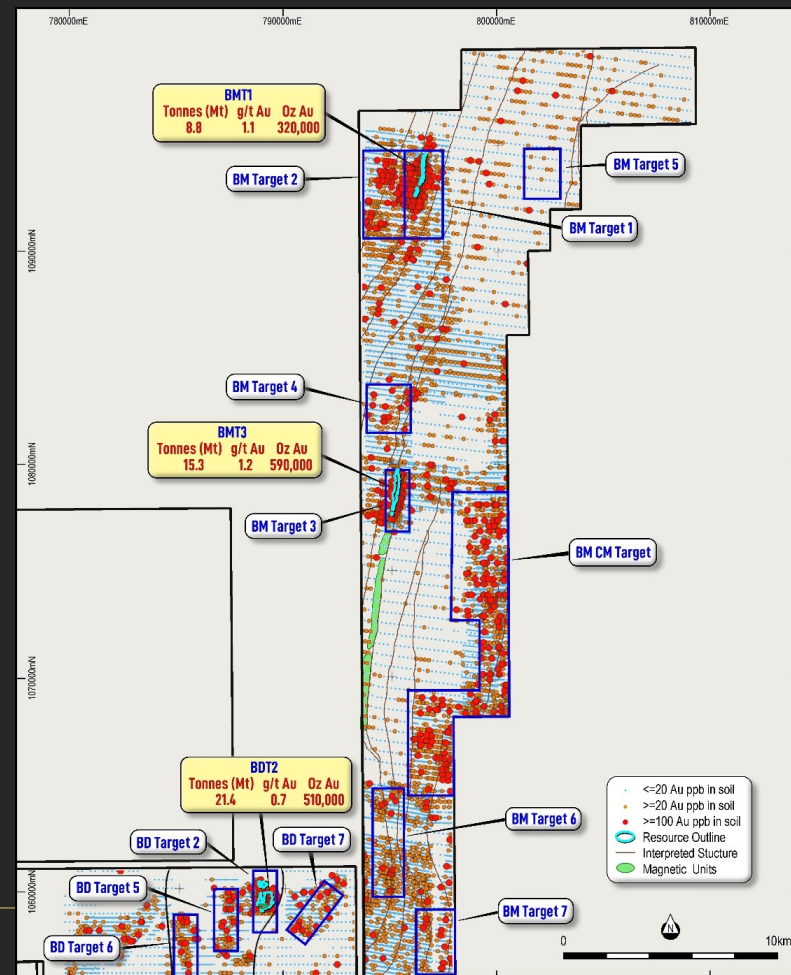 780000mE
790000mE
800000mE
810000mE
BMT1
Tonnes (Mt) g/t Au Oz Au
8.8 1.1 320,000
BM Target 2
BM Target 5
BM Target 1
1090000mN
BM Target 4
BMT3
Tonnes (Mt) g/t Au Oz Au
15.3 1.2 590,000
1080000mN
BM Target 3
BM CM Target
1070000mN
BDT2
Tonnes (Mt) g/t Au Oz Au
21.4 0.7 510,000
<=20 Au ppb in soil
>=20 Au ppb in soil
>=100 Au ppb in soil
Resource Outline
Interpreted Stucture
Magnetic Units
BM Target 6
BD Target 2
BD Target 7
BD Target 5
1060000mN
BM Target 7
BD Target 6
N
0 10km